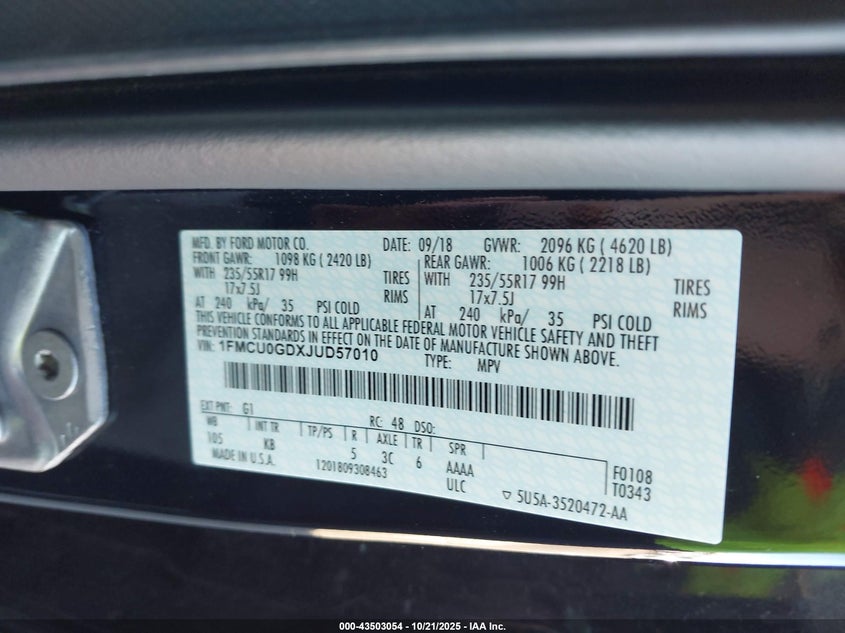 MFD. BY FORD MOTOR CO. DATE: 09/18 GVWR: 2096 KG ( 4620 LB)
FRONT GAWR: 1098 KG ( 2420 LB) REAR GAWR: 1006 KG ( 2218 LB)
WITH 235/55R17 99H TIRES WITH 235/55R17 99H TIRES
17x7.5J RIMS 17x7.5J RIMS
AT 240 kPa/ 35 PSI COLD AT 240 kPa/ 35 PSI COLD
THIS VEHICLE CONFORMS TO ALL APPLICABLE FEDERAL MOTOR VEHICLE SAFETY AND THEFT
PREVENTION STANDARDS IN EFFECT ON THE DATE OF MANUFACTURE SHOWN ABOVE.
VIN: 1FMCU0GDXJUD57010 TYPE: MPV
EXT PNT: G1 RC: 48 DSO:
WB INT TR TP/PS R AXLE TR SPR
105 KB 5 3C 6 AAAA F0108
MADE IN U.S.A. 1201809308463 ULC T0343
▽ 5U5A-3520472-AA
000-43503054 - 10/21/2025 - IAA Inc.